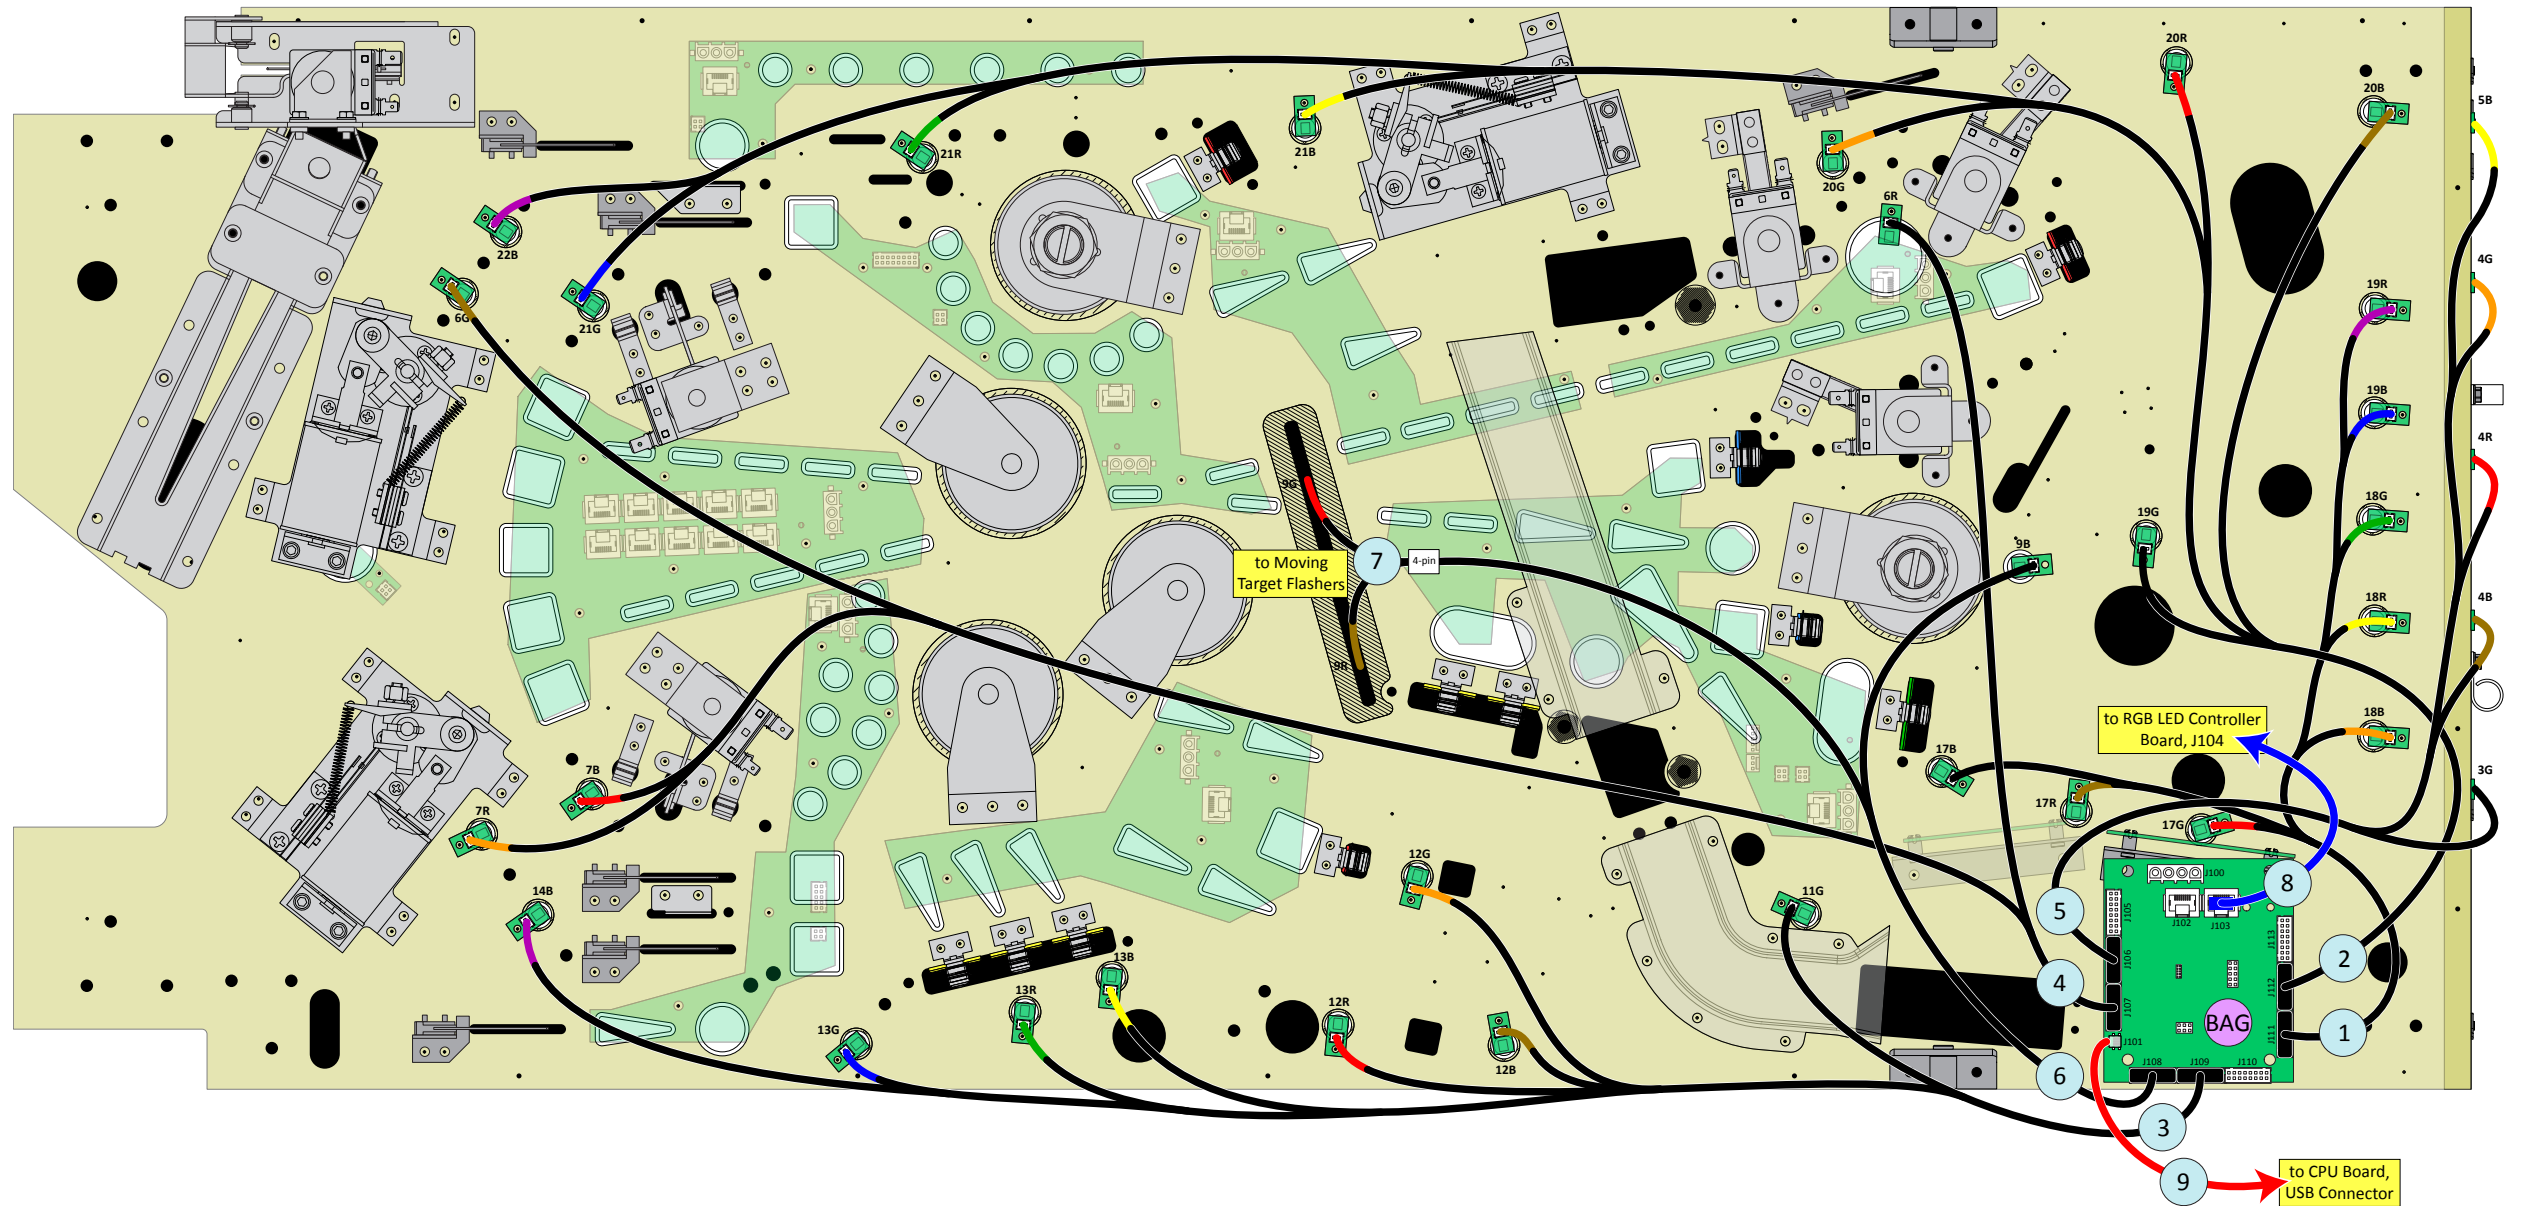 20R
20B
5B
21R
21B
20G
6R
22B
6G
21G
4G
19R
19B
4R
18G
9G
19G
9B
to Moving
Target Flashers
7
4-pin
18R
4B
9R
to RGB LED Controller
Board, J104
18B
17B
3G
7B
17R
7R
17G
12G
11G
14B
8
5
J100
J102
J103
J105
J113
13B
13R
2
J106
4
J112
J107
BAG
12R
13G
12B
1
J111
J101
J108
J109
J110
6
3
9
to CPU Board,
USB Connector